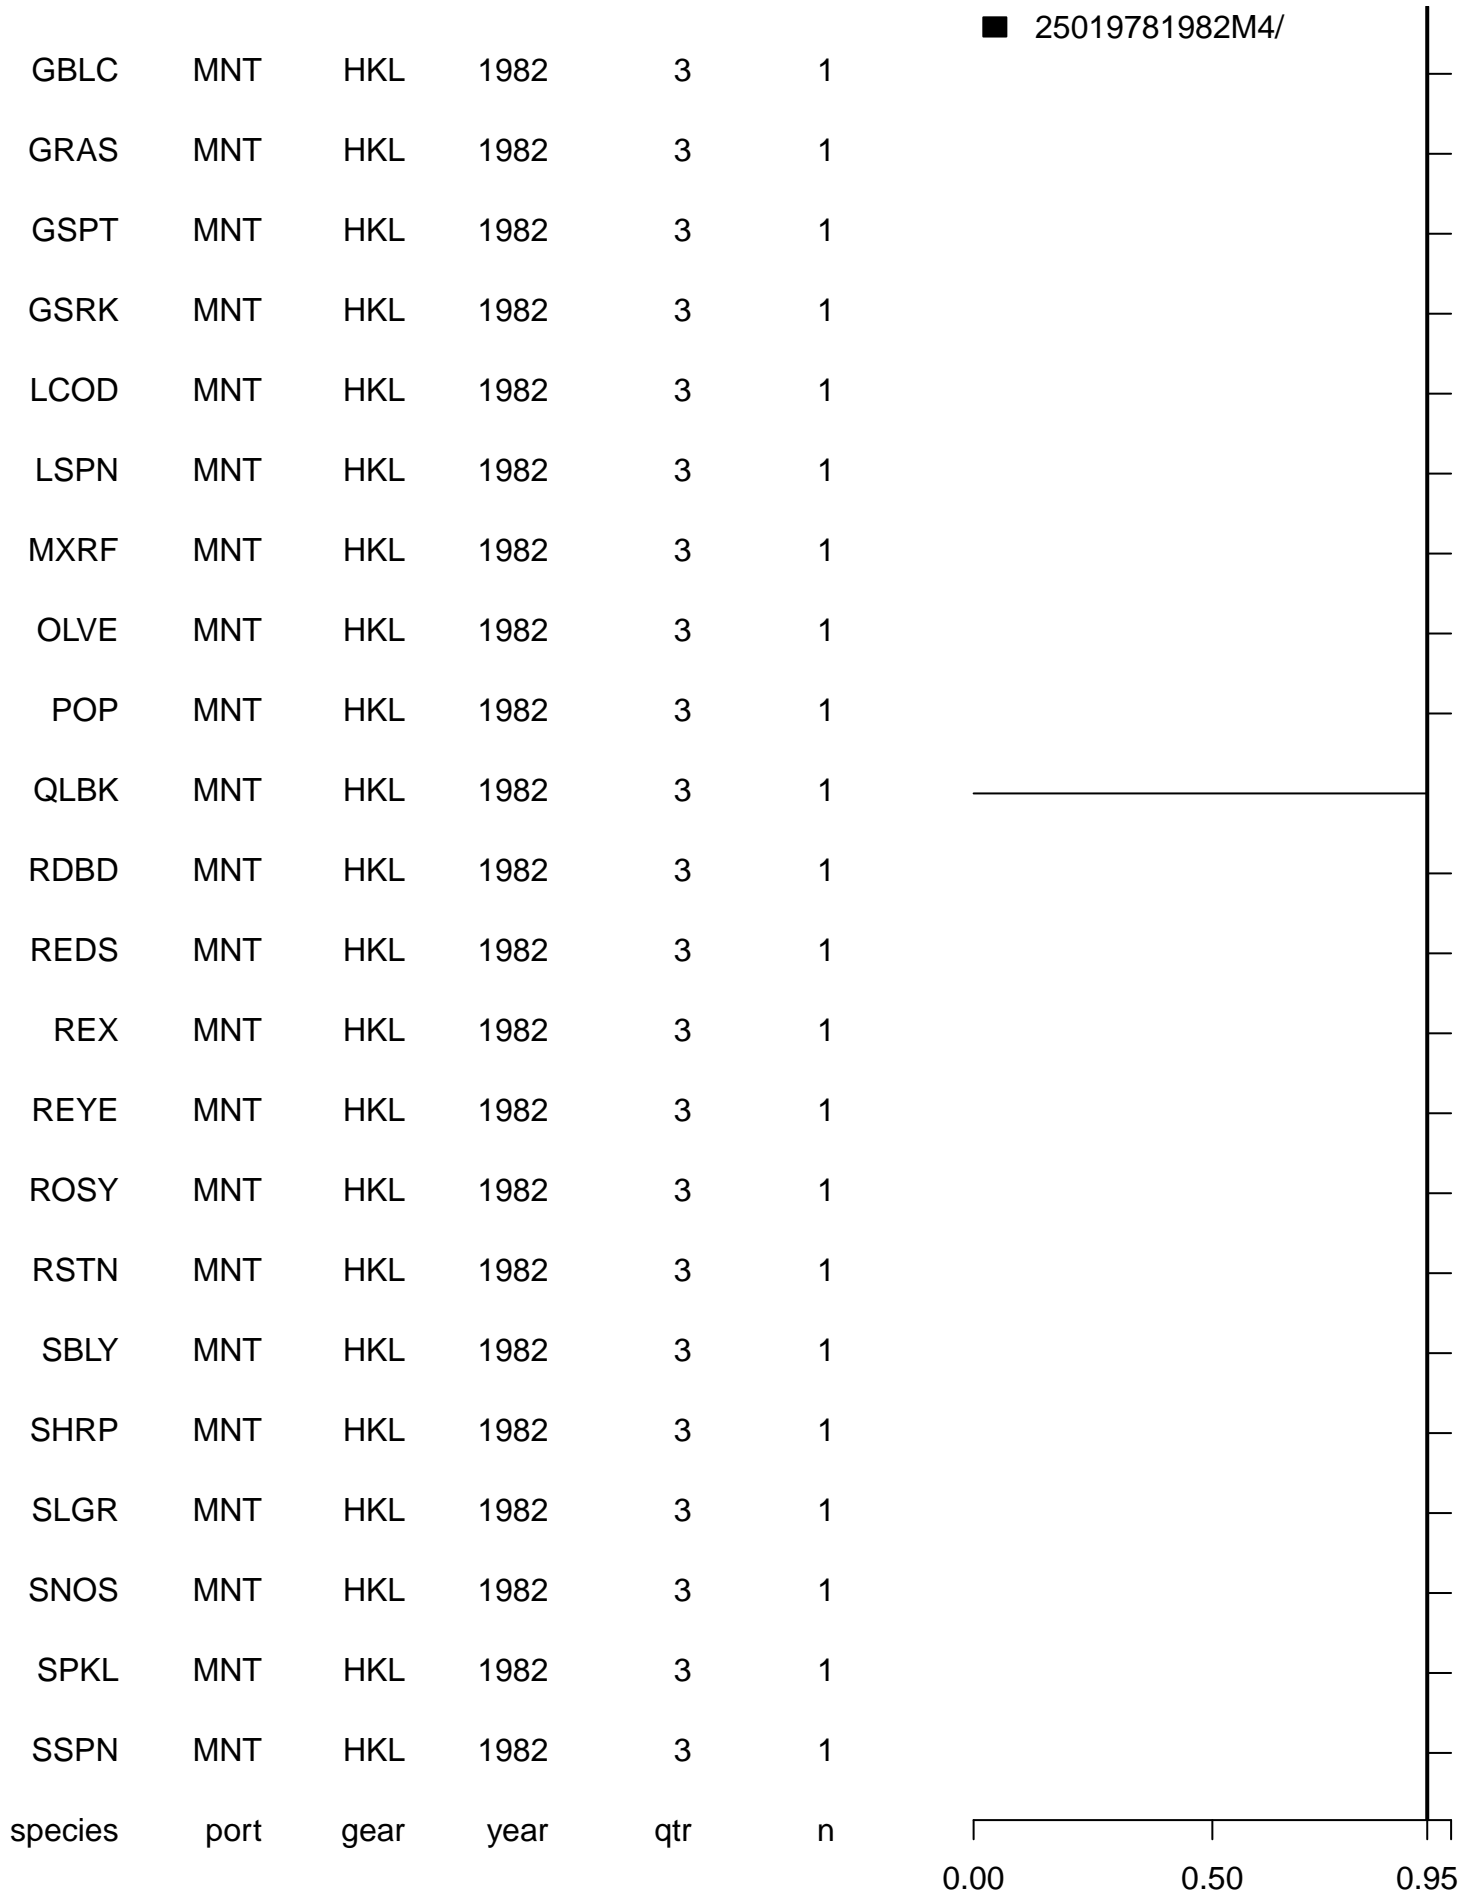 25019781982M4/
GBLC MNT HKL 1982 3 1
GRAS MNT HKL 1982 3 1
GSPT MNT HKL 1982 3 1
GSRK MNT HKL 1982 3 1
LCOD MNT HKL 1982 3 1
LSPN MNT HKL 1982 3 1
MXRF MNT HKL 1982 3 1
OLVE MNT HKL 1982 3 1
POP MNT HKL 1982 3 1
QLBK MNT HKL 1982 3 1
RDBD MNT HKL 1982 3 1
REDS MNT HKL 1982 3 1
REX MNT HKL 1982 3 1
REYE MNT HKL 1982 3 1
ROSY MNT HKL 1982 3 1
RSTN MNT HKL 1982 3 1
SBLY MNT HKL 1982 3 1
SHRP MNT HKL 1982 3 1
SLGR MNT HKL 1982 3 1
SNOS MNT HKL 1982 3 1
SPKL MNT HKL 1982 3 1
SSPN MNT HKL 1982 3 1
species port gear year qtr n
0.00 0.50 0.95